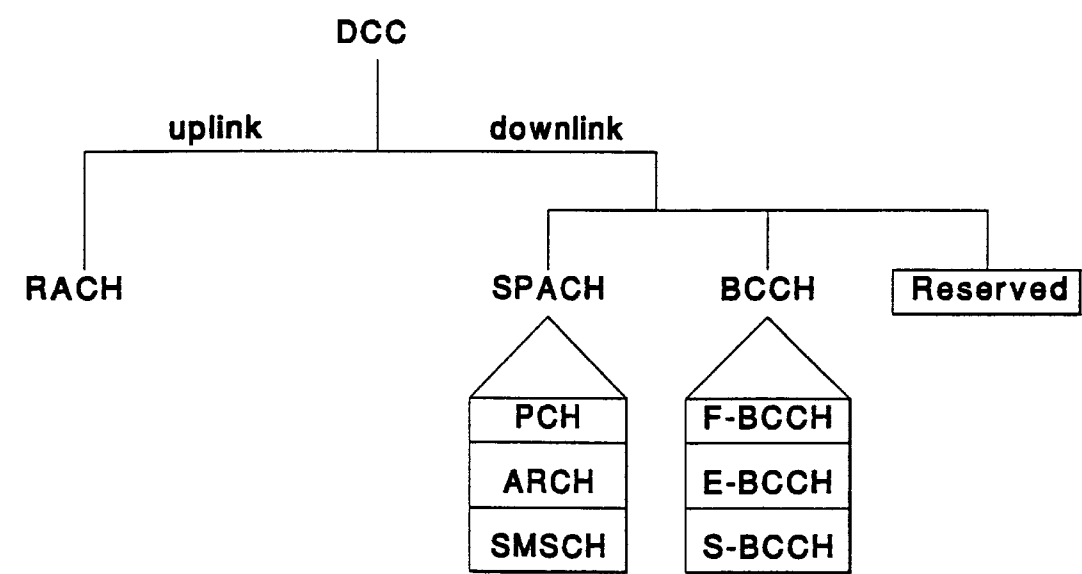 DCC
uplink
downlink
RACH
SPACH
BCCH
Reserved
PCH
F-BCCH
ARCH
E-BCCH
SMSCH
S-BCCH